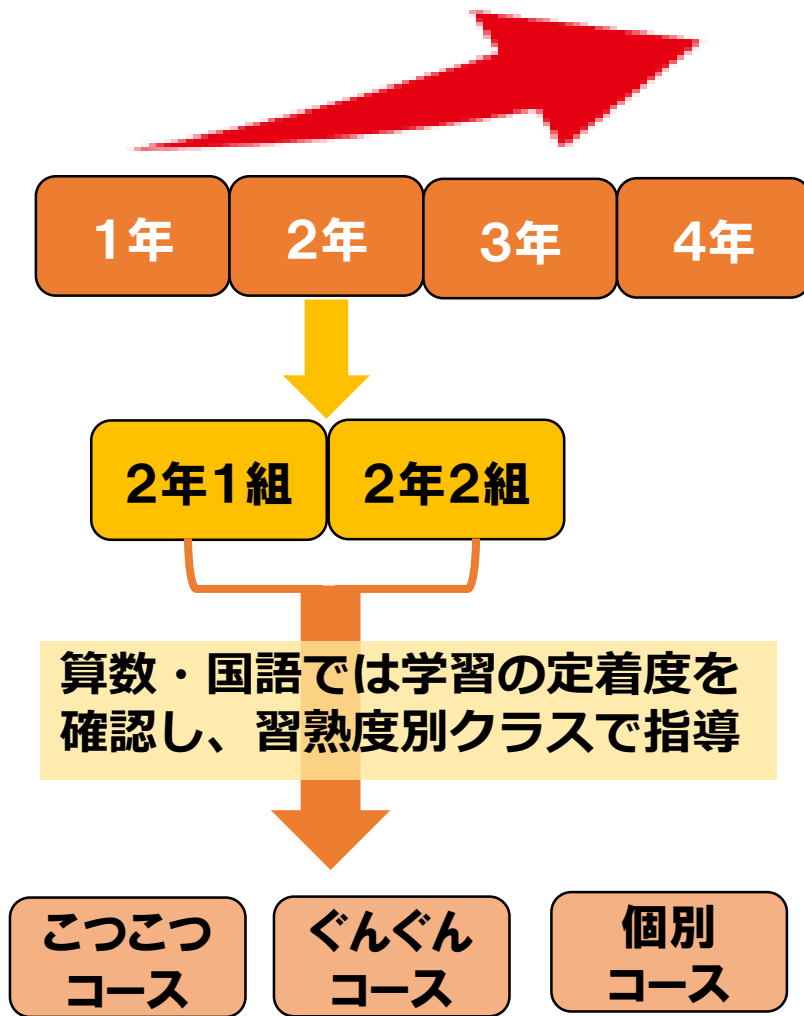 1年
2年
3年
4年
2年1組
2年2組
算数・国語では学習の定着度を
確認し、習熟度別クラスで指導
こつこつ
コース
ぐんぐん
コース
個別
コース